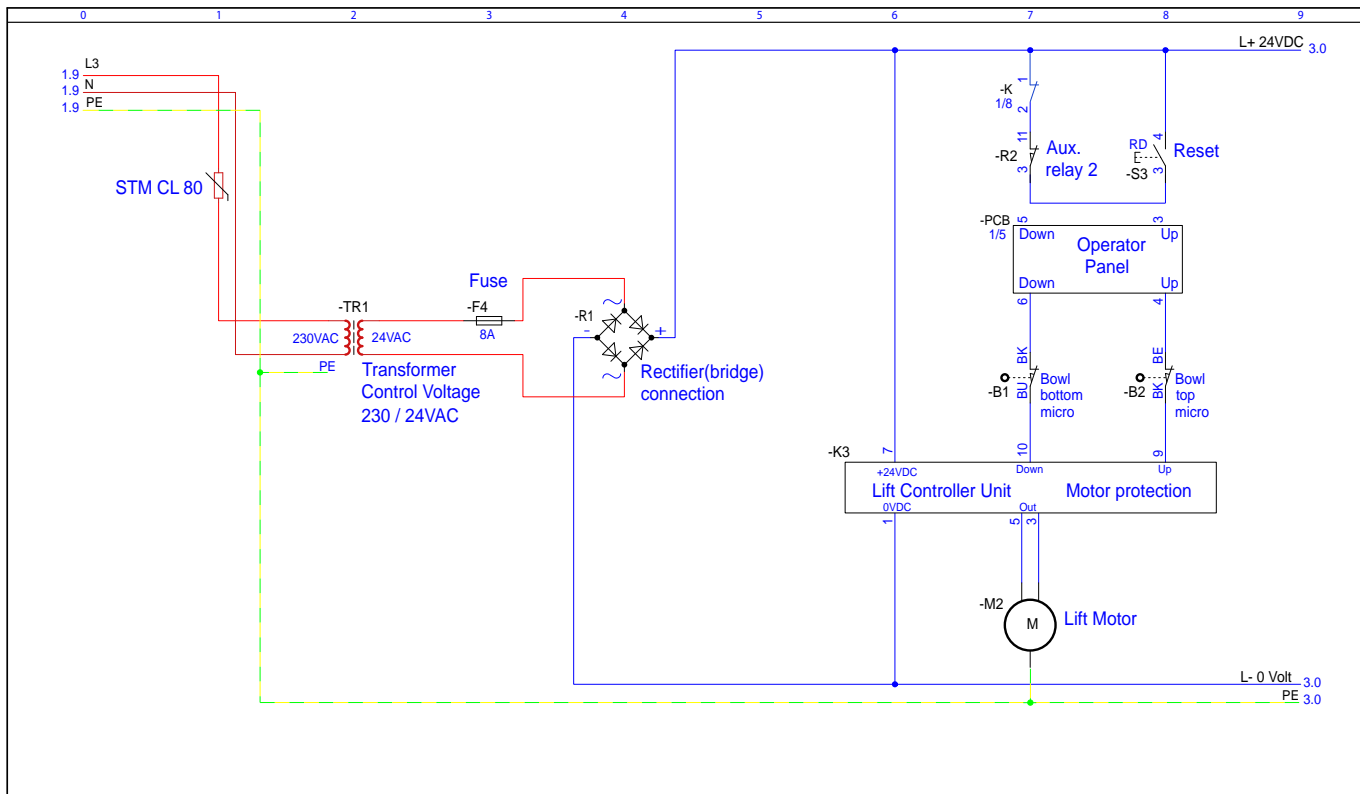 0 1 2 3 4 5 6 7 8 9
L+ 24VDC 3.0
1.9 L3
1.9 N
1.9 PE
STM CL 80
-K
1/8
1
2
-R2
11
3
Aux.
relay 2
RD
-S3
4
3
Reset
-PCB
1/5
5
3
Down
Up
Operator
Panel
Down
Up
6
4
Fuse
-TR1
-F4
8A
230VAC
24VAC
PE
Transformer
Control Voltage
230 / 24VAC
-R1
-
+
Rectifier(bridge)
connection
BK
BU
-B1
Bowl
bottom
micro
BE
BK
-B2
Bowl
top
micro
-K3
7
10
9
+24VDC
Down
Up
Lift Controller Unit
Motor protection
0VDC
Out
1
5
3
-M2
M
Lift Motor
L- 0 Volt 3.0
PE 3.0